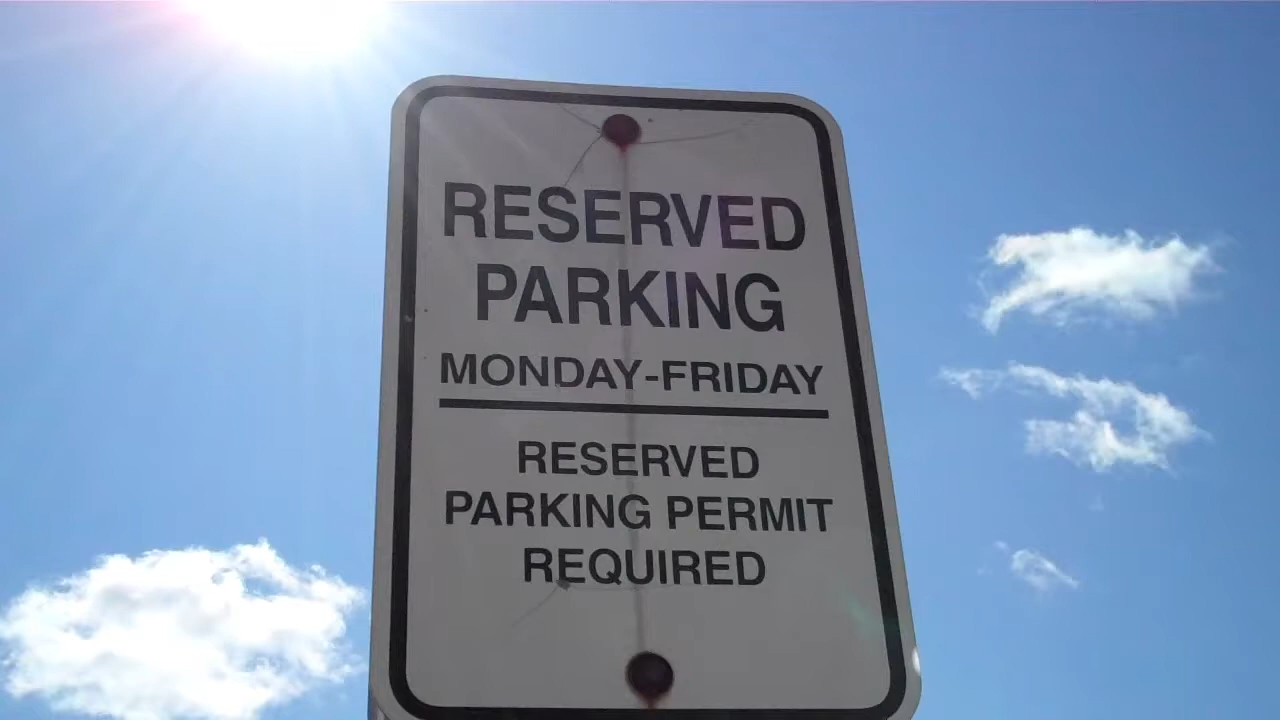 RESERVED
PARKING
MONDAY-FRIDAY
RESERVED
PARKING PERMIT
REQUIRED